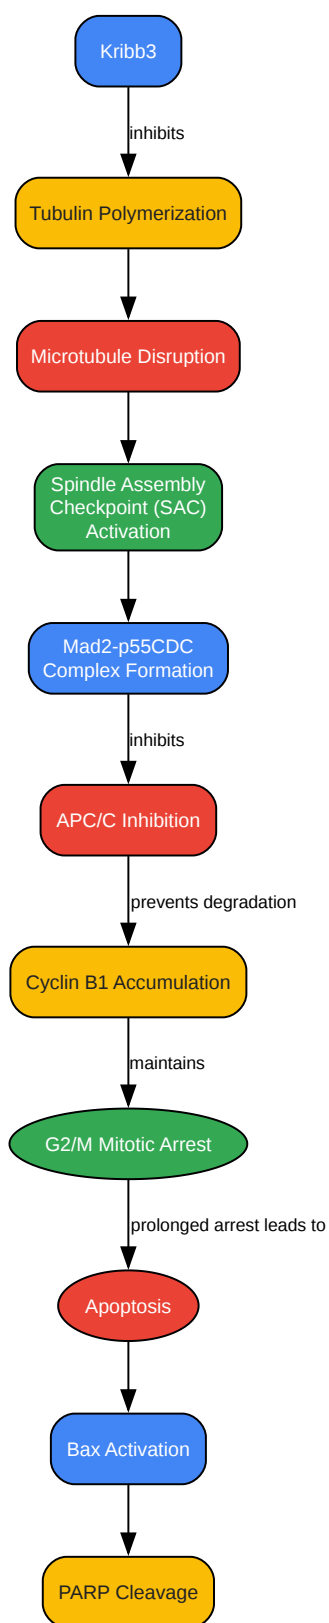 Kribb3
inhibits
Tubulin Polymerization
Microtubule Disruption
Spindle Assembly
Checkpoint (SAC)
Activation
Mad2-p55CDC
Complex Formation
inhibits
APC/C Inhibition
prevents degradation
Cyclin B1 Accumulation
maintains
G2/M Mitotic Arrest
prolonged arrest leads to
Apoptosis
Bax Activation
PARP Cleavage